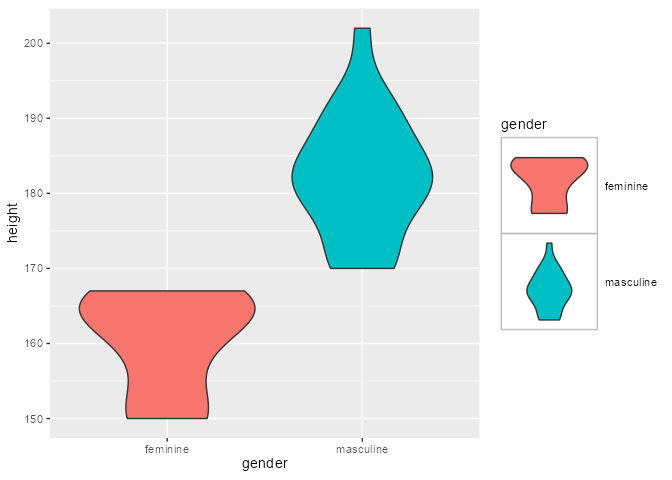 height
200
190
180
170
160
150
feminine
masculine
gender
gender
feminine
masculine